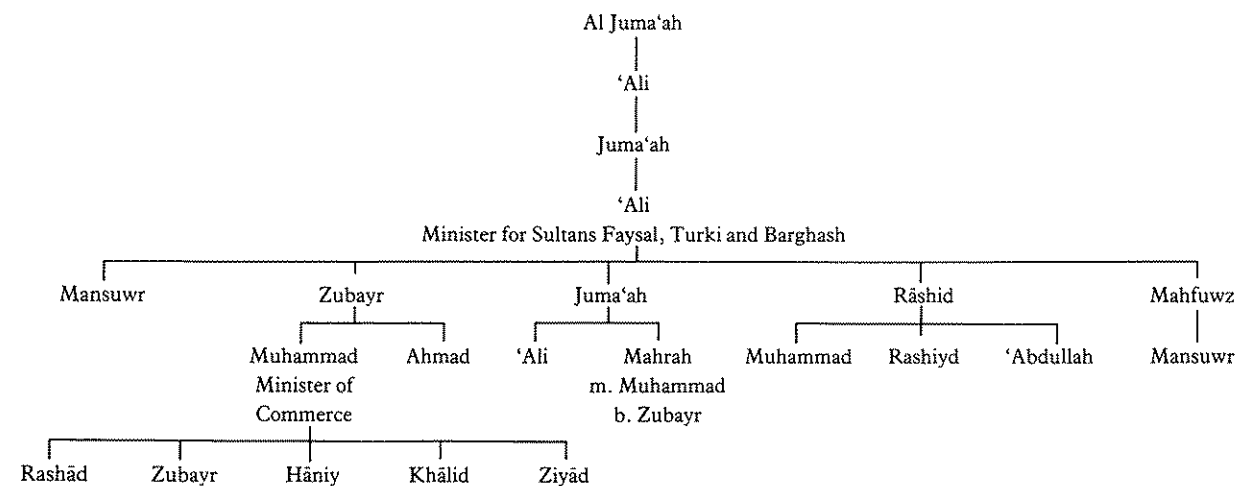 Al Juma‘ah
‘Ali
Juma‘ah
‘Ali
Minister for Sultans Faysal, Turki and Barghash
Mansuwr Zubayr Juma‘ah Rāshid Mahfuwz
Muhammad Ahmad ‘Ali Mahrah Muhammad Rashiyd ‘Abdullah Mansuwr
Minister of m. Muhammad
Commerce b. Zubayr
Rashād Zubayr Hāniy Khālid Ziyād